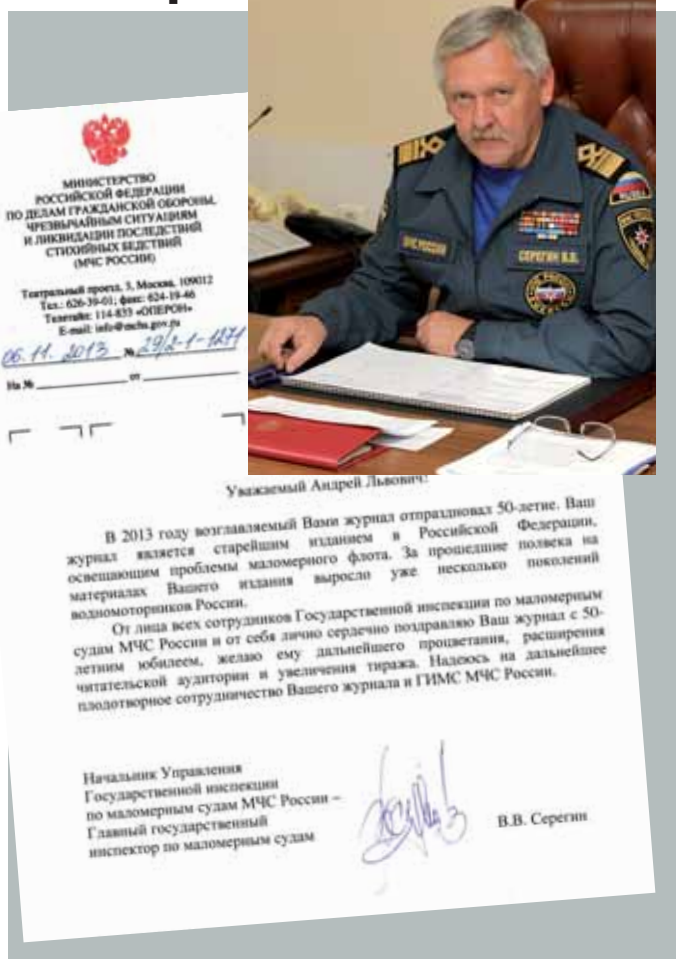 МИНИСТЕРСТВО
РОССИЙСКОЙ ФЕДЕРАЦИИ
ПО ДЕЛАМ ГРАЖДАНСКОЙ ОБОРОНЫ,
ЧРЕЗВЫЧАЙНЫМ СИТУАЦИЯМ
И ЛИКВИДАЦИИ ПОСЛЕДСТВИЙ
СТИХИЙНЫХ БЕДСТВИЙ
(МЧС РОССИИ)
Театральный проезд, 3, Москва, 109012
Тел.: 626-39-01; факс: 624-19-46
Телетайп: 114-833 «ОПЕРОН»
E-mail: info@mchs.gov.ru
06.11.2013 № 29/2-1-1271
На № от
МЧС РОССИИ
СЕРЕГИН В.В.
Уважаемый Андрей Львович!
В 2013 году возглавляемый Вами журнал отпраздновал 50-летие. Ваш
журнал является старейшим изданием в Российской Федерации,
освещающим проблемы маломерного флота. За прошедшие полвека на
материалах Вашего издания выросло уже несколько поколений
водномоторников России.
От лица всех сотрудников Государственной инспекции по маломерным
судам МЧС России и от себя лично сердечно поздравляю Ваш журнал с 50-
летним юбилеем, желаю ему дальнейшего процветания, расширения
читательской аудитории и увеличения тиража. Надеюсь на дальнейшее
плодотворное сотрудничество Вашего журнала и ГИМС МЧС России.
Начальник Управления
Государственной инспекции
по маломерным судам МЧС России –
Главный государственный
инспектор по маломерным судам
В.В. Серегин